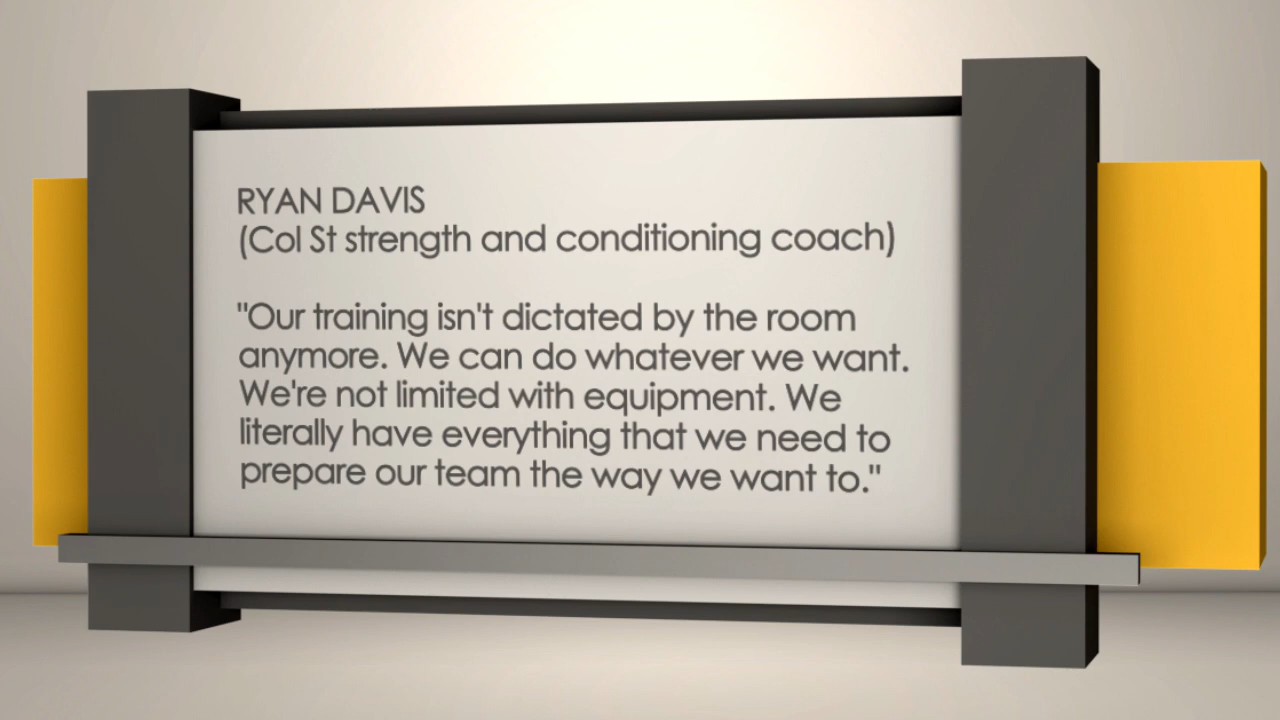 RYAN DAVIS
(Col St strength and conditioning coach)
"Our training isn't dictated by the room
anymore. We can do whatever we want.
We're not limited with equipment. We
literally have everything that we need to
prepare our team the way we want to."